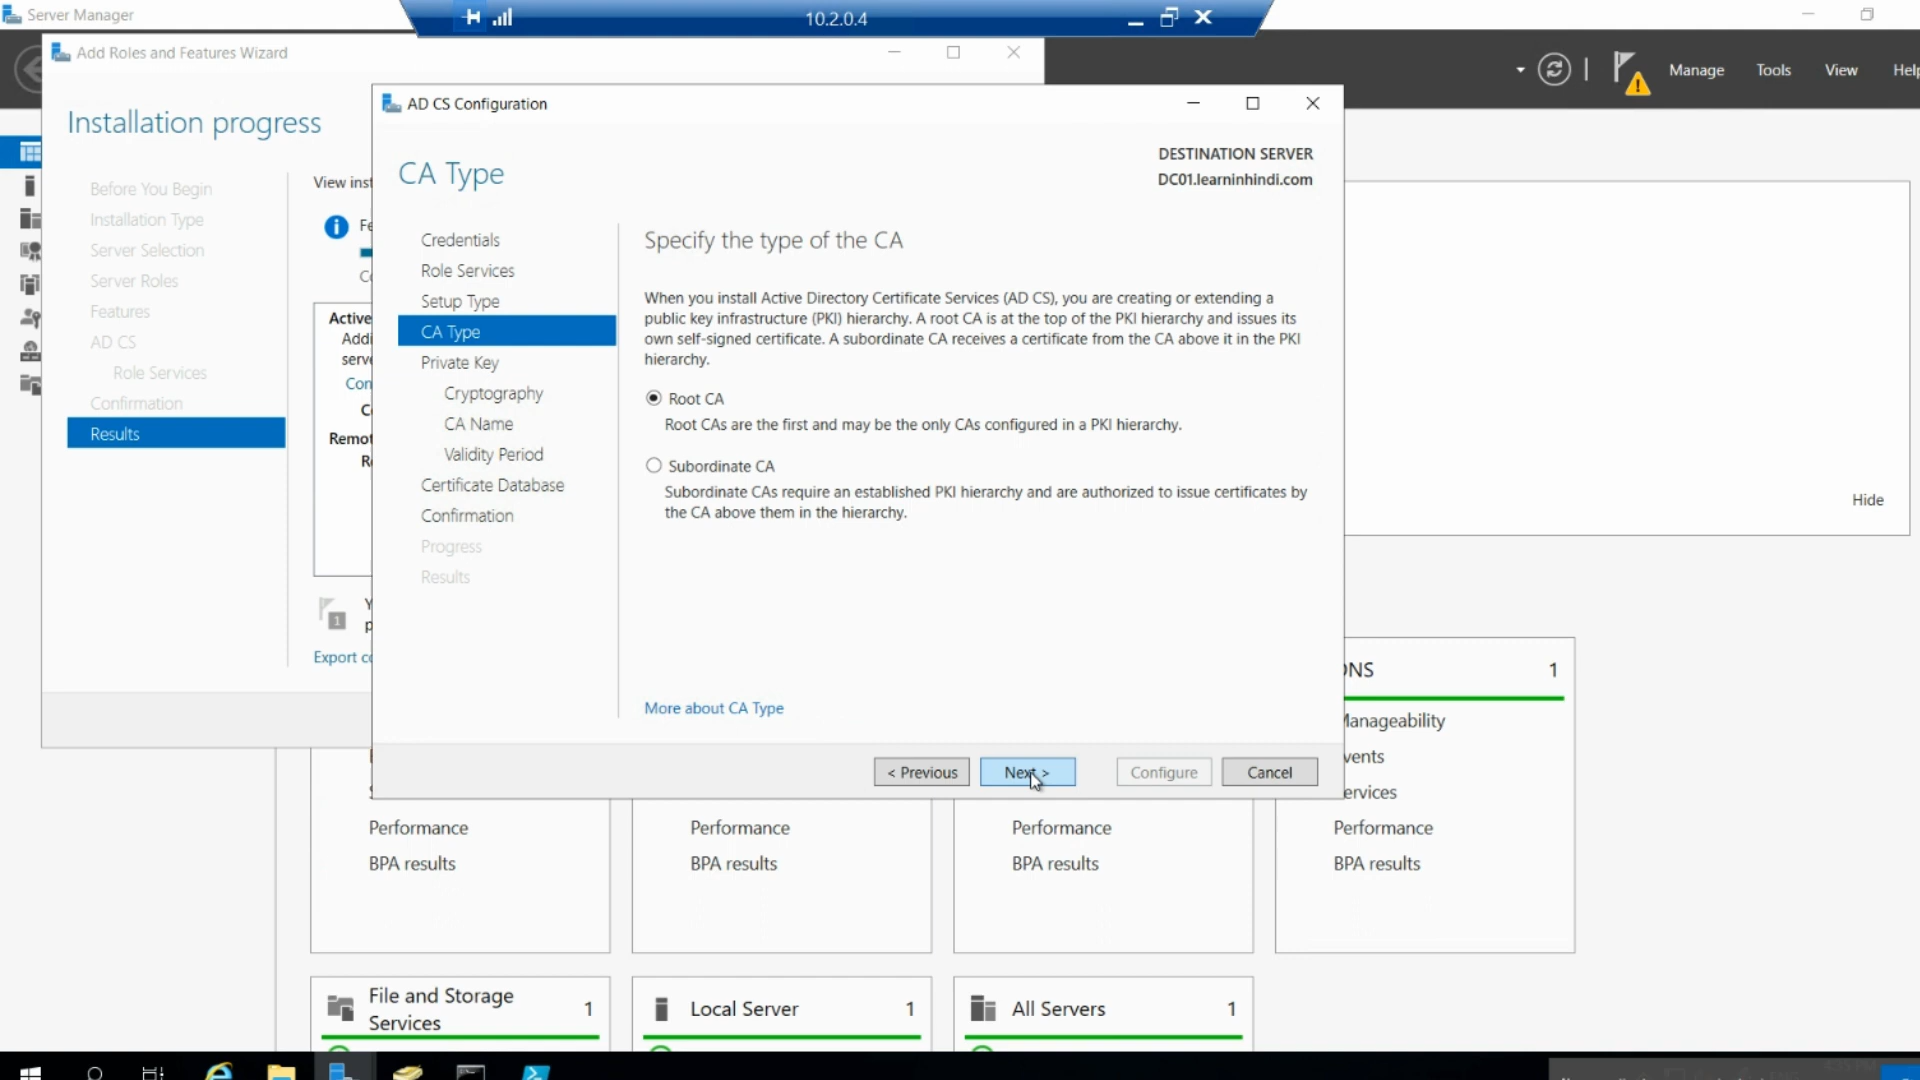 Server Manager
10.2.0.4
Manage
Tools
View
Add Roles and Features Wizard
Installation progress
Before You Begin
Installation Type
Server Selection
Server Roles
Features
AD CS
Role Services
Confirmation
Results
AD CS Configuration
CA Type
DESTINATION SERVER
DC01.learninhindi.com
Credentials
Role Services
Setup Type
CA Type
Private Key
Cryptography
CA Name
Validity Period
Certificate Database
Confirmation
Progress
Results
Specify the type of the CA
When you install Active Directory Certificate Services (AD CS), you are creating or extending a
public key infrastructure (PKI) hierarchy. A root CA is at the top of the PKI hierarchy and issues its
own self-signed certificate. A subordinate CA receives a certificate from the CA above it in the PKI
hierarchy.
Root CA
Root CAs are the first and may be the only CAs configured in a PKI hierarchy.
Subordinate CA
Subordinate CAs require an established PKI hierarchy and are authorized to issue certificates by
the CA above them in the hierarchy.
More about CA Type
< Previous
Next >
Configure
Cancel
Hide
View
Active
Export
1
1
Performance
BPA results
Performance
BPA results
Performance
BPA results
Performance
BPA results
File and Storage
Services
1
Local Server
1
All Servers
1